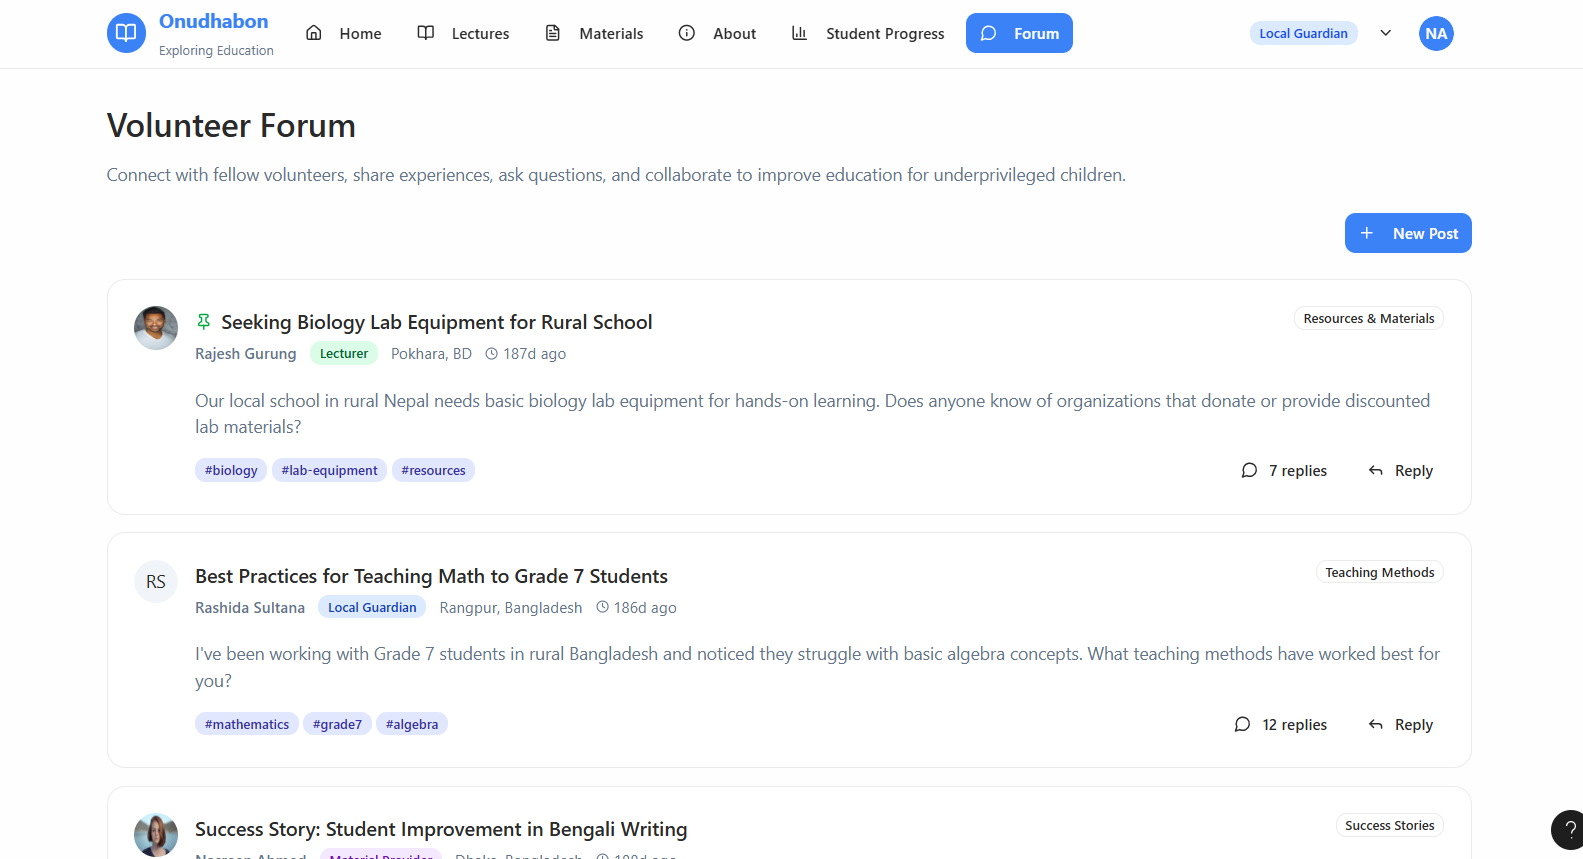 Onudhabon
Exploring Education
Home
Lectures
Materials
About
Student Progress
Forum
Local Guardian
NA
Volunteer Forum
Connect with fellow volunteers, share experiences, ask questions, and collaborate to improve education for underprivileged children.
New Post
Seeking Biology Lab Equipment for Rural School
Resources & Materials
Rajesh Gurung Lecturer Pokhara, BD 187d ago
Our local school in rural Nepal needs basic biology lab equipment for hands-on learning. Does anyone know of organizations that donate or provide discounted
lab materials?
#biology #lab-equipment #resources
7 replies Reply
RS
Best Practices for Teaching Math to Grade 7 Students
Teaching Methods
Rashida Sultana Local Guardian Rangpur, Bangladesh 186d ago
I've been working with Grade 7 students in rural Bangladesh and noticed they struggle with basic algebra concepts. What teaching methods have worked best for
you?
#mathematics #grade7 #algebra
12 replies Reply
Success Story: Student Improvement in Bengali Writing
Success Stories
Material Provider Dhaka, Bangladesh
?